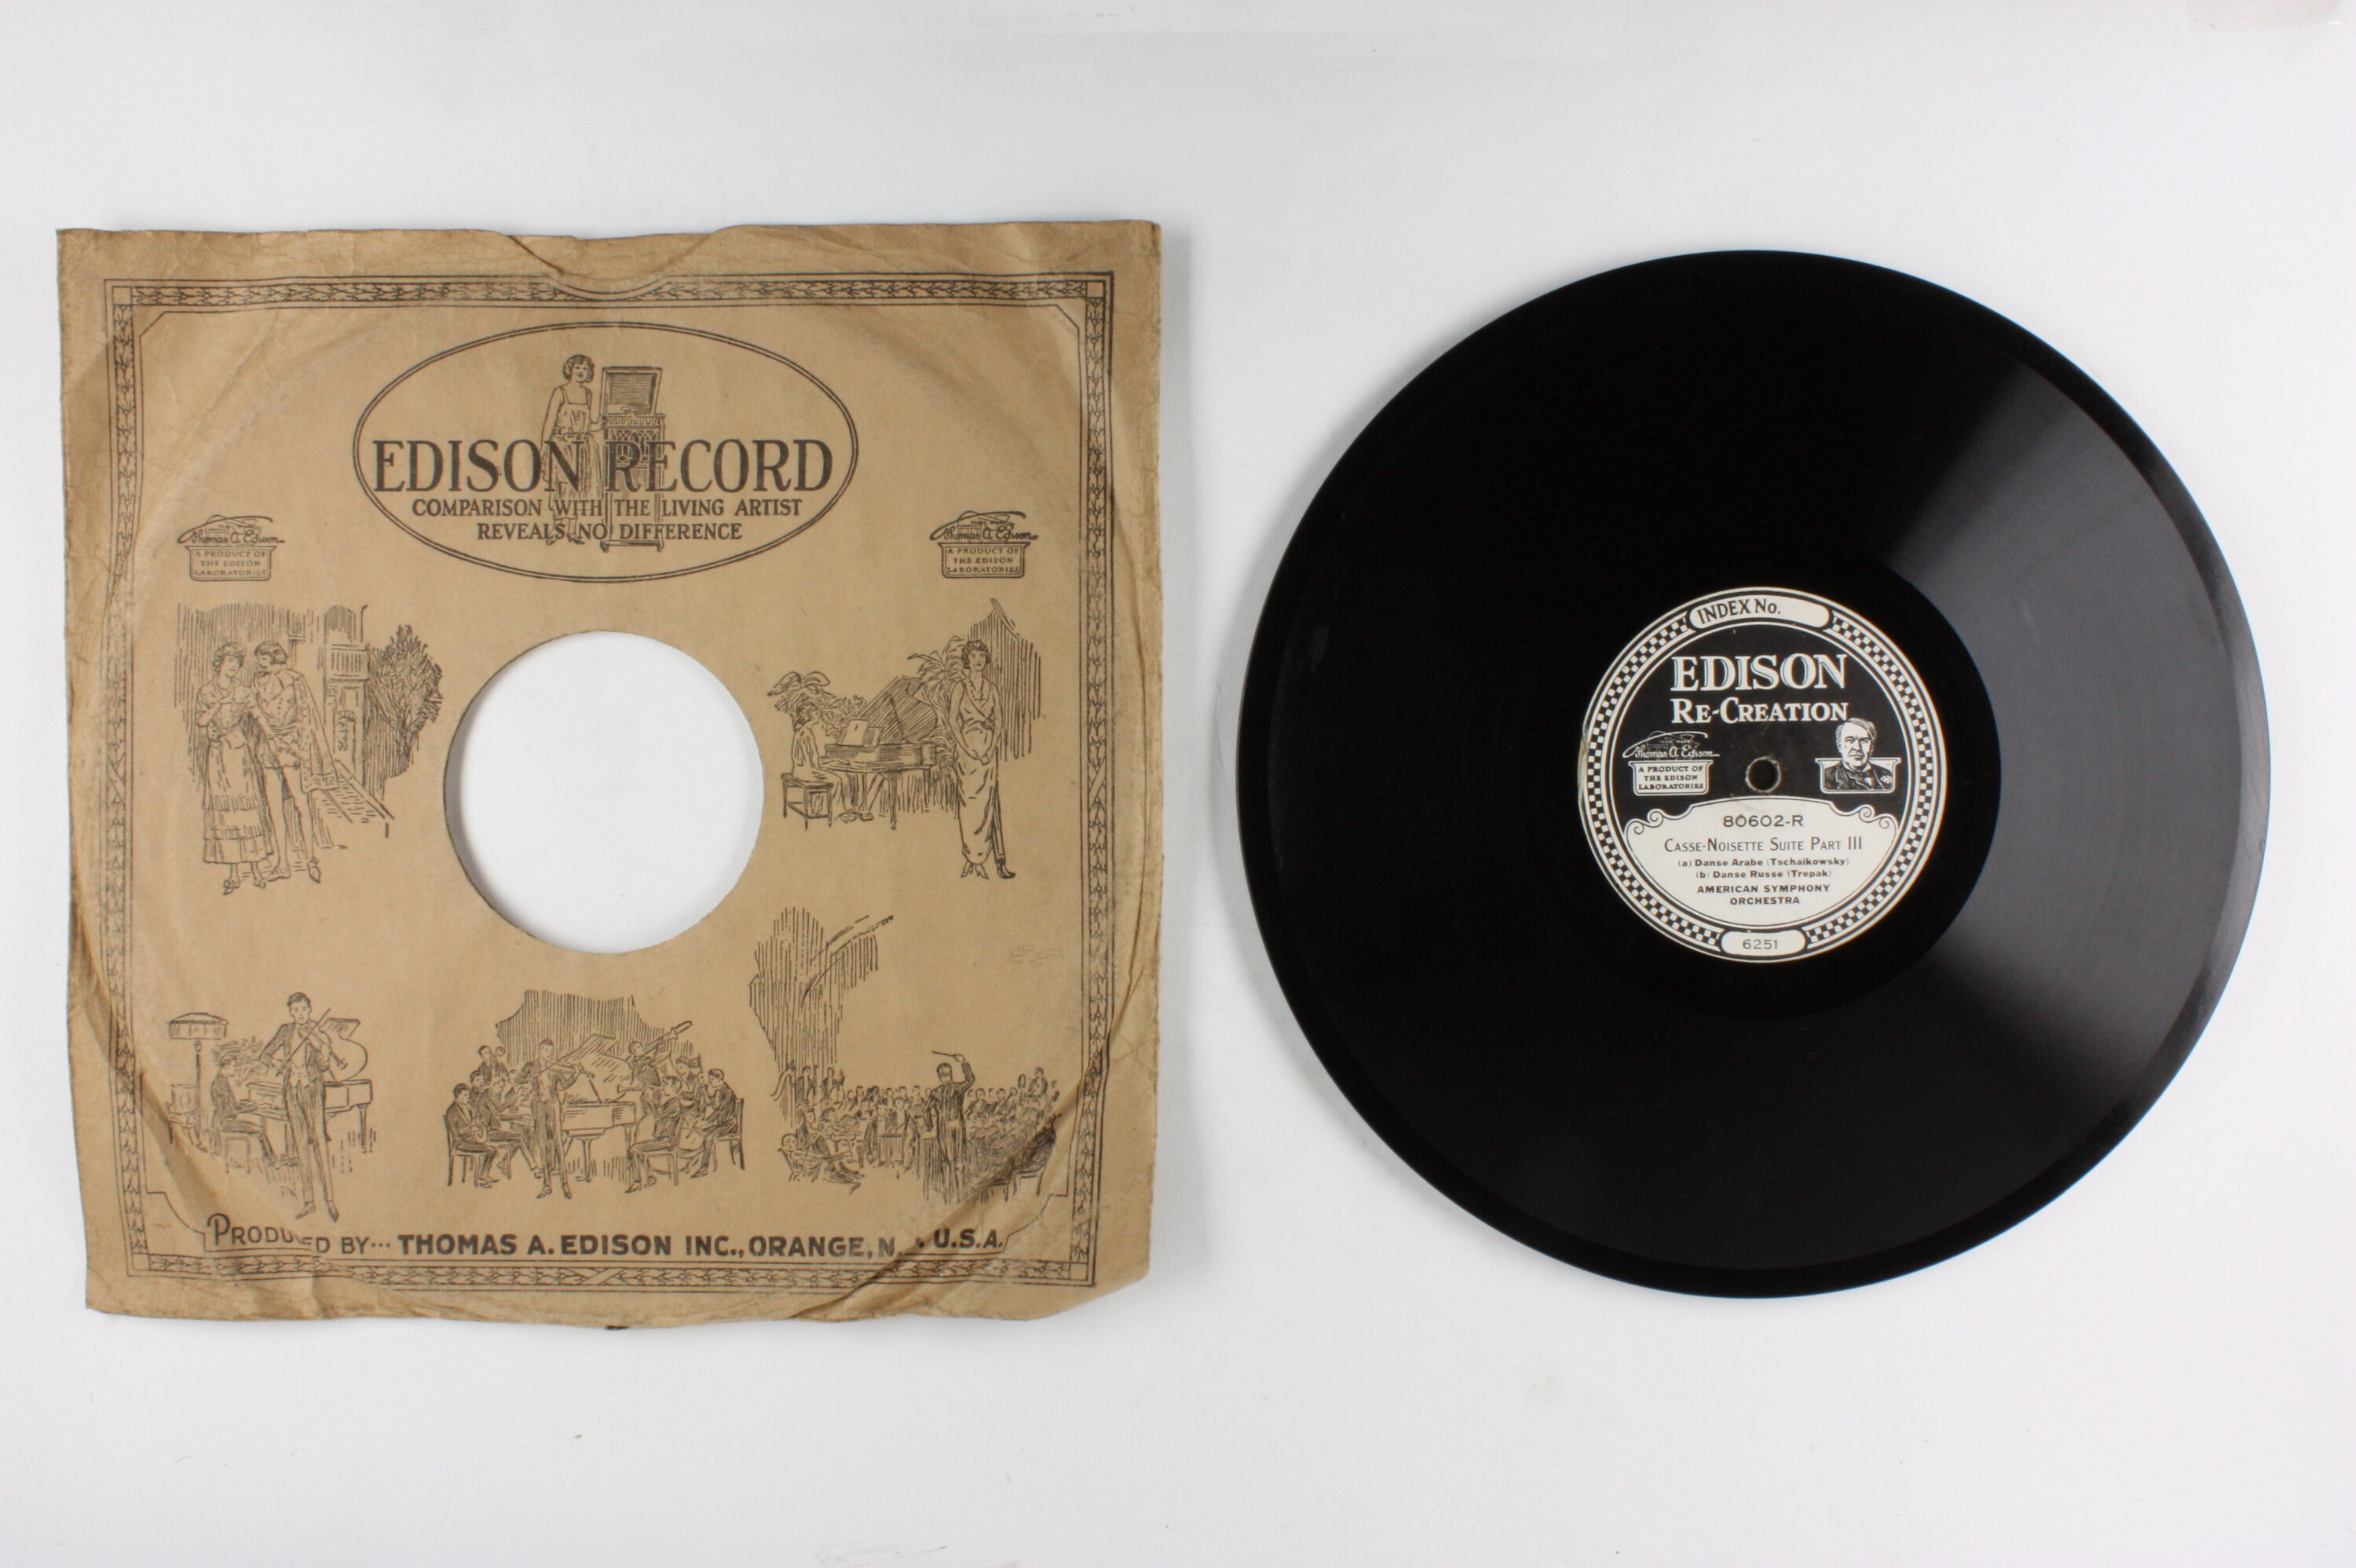 EDISON RECORD
COMPARISON WITH THE LIVING ARTIST
REVEALS NO DIFFERENCE
Thomas A Edison
A PRODUCT OF
THE EDISON
LABORATORIES
Thomas A Edison
A PRODUCT OF
THE EDISON
LABORATORIES
PRODUCED BY... THOMAS A. EDISON INC., ORANGE, N. U.S.A.
INDEX No.
EDISON
RE-CREATION
Thomas A Edison
A PRODUCT OF
THE EDISON
LABORATORIES
80602-R
CASSE-NOISETTE SUITE PART III
(a) Danse Arabe (Tschaikowsky)
(b) Danse Russe (Trepak)
AMERICAN SYMPHONY
ORCHESTRA
6251